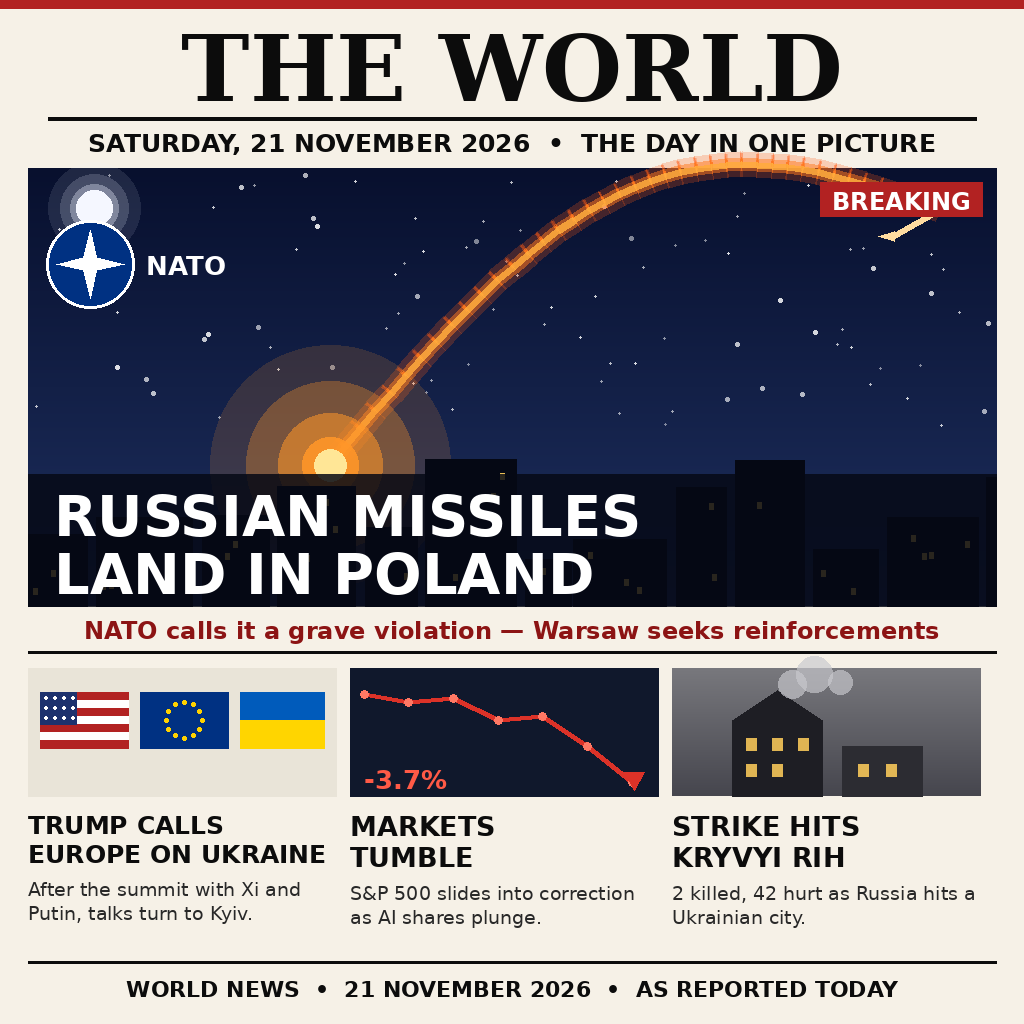 THE WORLD
SATURDAY, 21 NOVEMBER 2026 • THE DAY IN ONE PICTURE
BREAKING
NATO
RUSSIAN MISSILES
LAND IN POLAND
NATO calls it a grave violation — Warsaw seeks reinforcements
-3.7%
TRUMP CALLS
EUROPE ON UKRAINE
After the summit with Xi and
Putin, talks turn to Kyiv.
MARKETS
TUMBLE
S&P 500 slides into correction
as AI shares plunge.
STRIKE HITS
KRYVYI RIH
2 killed, 42 hurt as Russia hits a
Ukrainian city.
WORLD NEWS • 21 NOVEMBER 2026 • AS REPORTED TODAY